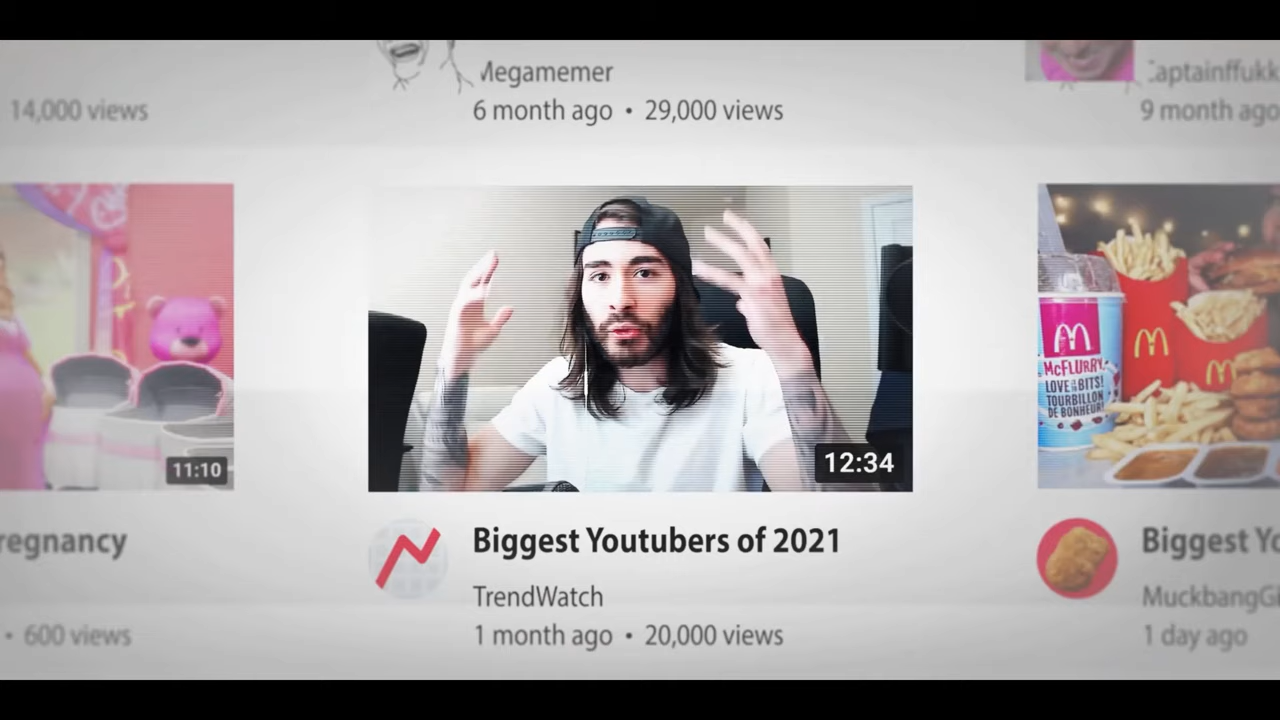 Megamemer
14,000 views
6 month ago • 29,000 views
9 month ago
McFLURRY
LOVE
BITS!
TOURBILLON
DE BONHEUR!
11:10
12:34
regnancy
Biggest Youtubers of 2021
Biggest Yo
TrendWatch
MuckbangGi
• 600 views
1 month ago • 20,000 views
1 day ago